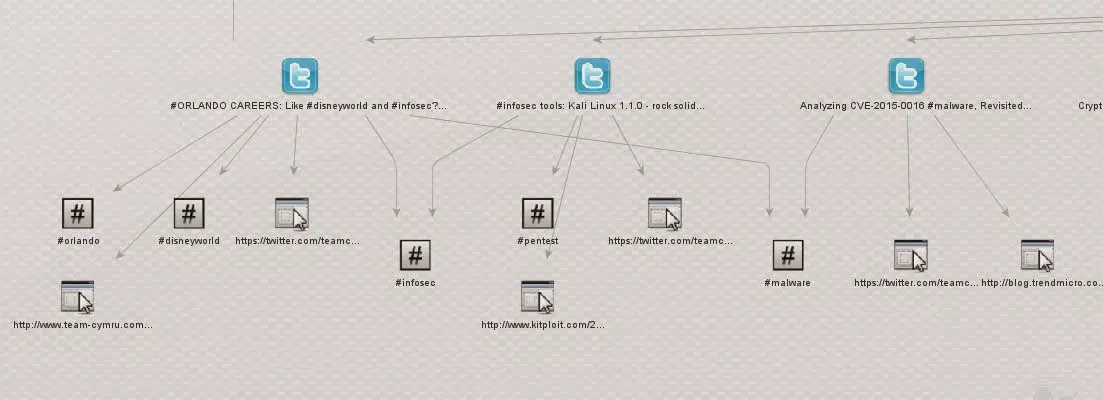 #ORLANDO CAREERS: Like #disneyworld and #infosec?...
#infosec tools: Kali Linux 1.1.0 - rock solid...
Analyzing CVE-2015-0016 #malware, Revisited...
Crypt
#orlando
#disneyworld
https://twitter.com/teamc...
#pentest
https://twitter.com/teamc...
#infosec
#malware
https://twitter.com/teamc...
http://blog.trendmicro.co...
http://www.team-cymru.com...
http://www.kitploit.com/2...